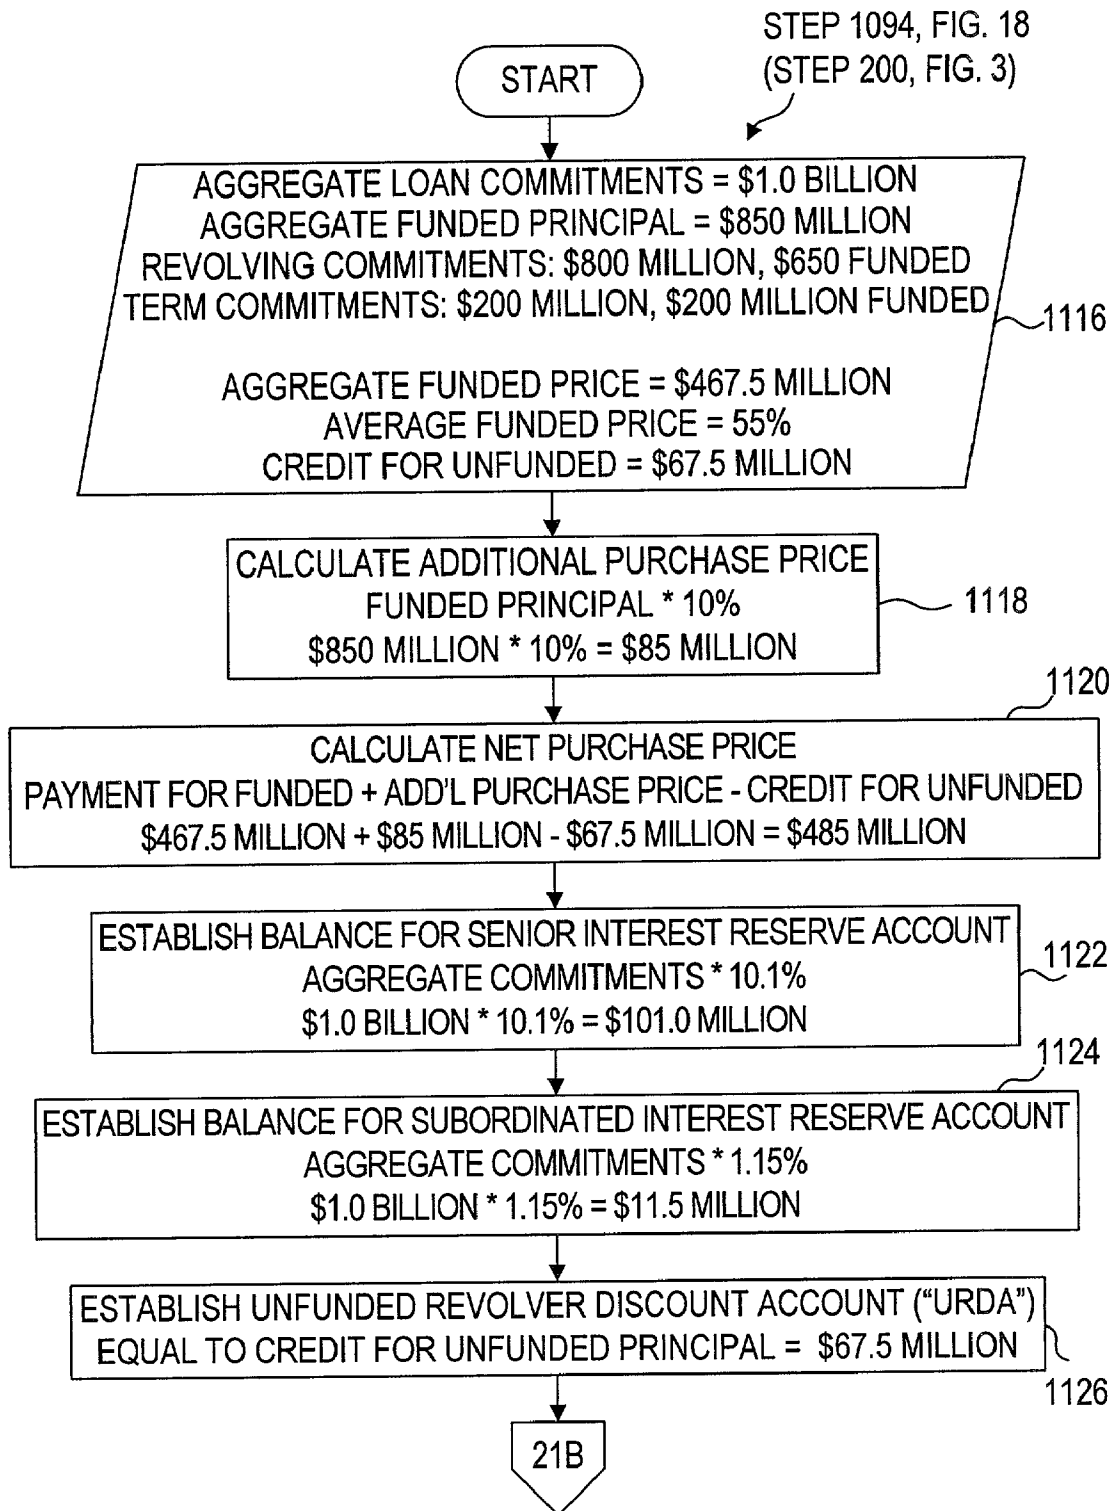 STEP 1094, FIG. 18
(STEP 200, FIG. 3)
START
AGGREGATE LOAN COMMITMENTS = $1.0 BILLION
AGGREGATE FUNDED PRINCIPAL = $850 MILLION
REVOLVING COMMITMENTS: $800 MILLION, $650 FUNDED
TERM COMMITMENTS: $200 MILLION, $200 MILLION FUNDED
1116
AGGREGATE FUNDED PRICE = $467.5 MILLION
AVERAGE FUNDED PRICE = 55%
CREDIT FOR UNFUNDED = $67.5 MILLION
CALCULATE ADDITIONAL PURCHASE PRICE
FUNDED PRINCIPAL * 10%
$850 MILLION * 10% = $85 MILLION
1118
1120
CALCULATE NET PURCHASE PRICE
PAYMENT FOR FUNDED + ADD'L PURCHASE PRICE - CREDIT FOR UNFUNDED
$467.5 MILLION + $85 MILLION - $67.5 MILLION = $485 MILLION
ESTABLISH BALANCE FOR SENIOR INTEREST RESERVE ACCOUNT
AGGREGATE COMMITMENTS * 10.1%
$1.0 BILLION * 10.1% = $101.0 MILLION
1122
1124
ESTABLISH BALANCE FOR SUBORDINATED INTEREST RESERVE ACCOUNT
AGGREGATE COMMITMENTS * 1.15%
$1.0 BILLION * 1.15% = $11.5 MILLION
ESTABLISH UNFUNDED REVOLVER DISCOUNT ACCOUNT ("URDA")
EQUAL TO CREDIT FOR UNFUNDED PRINCIPAL = $67.5 MILLION
1126
21B